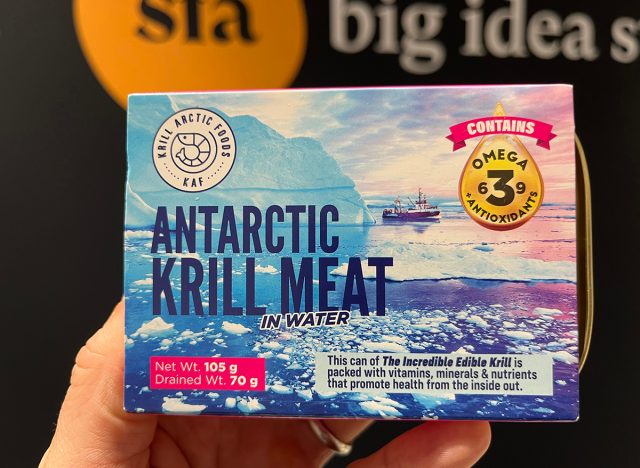 sfa
big idea s
KRILL ARCTIC FOODS
KAF
CONTAINS
OMEGA
6 3 9
+ANTIOXIDANTS
ANTARCTIC
KRILL MEAT
IN WATER
Net Wt. 105 g
Drained Wt. 70 g
This can of The Incredible Edible Krill is
packed with vitamins, minerals & nutrients
that promote health from the inside out.